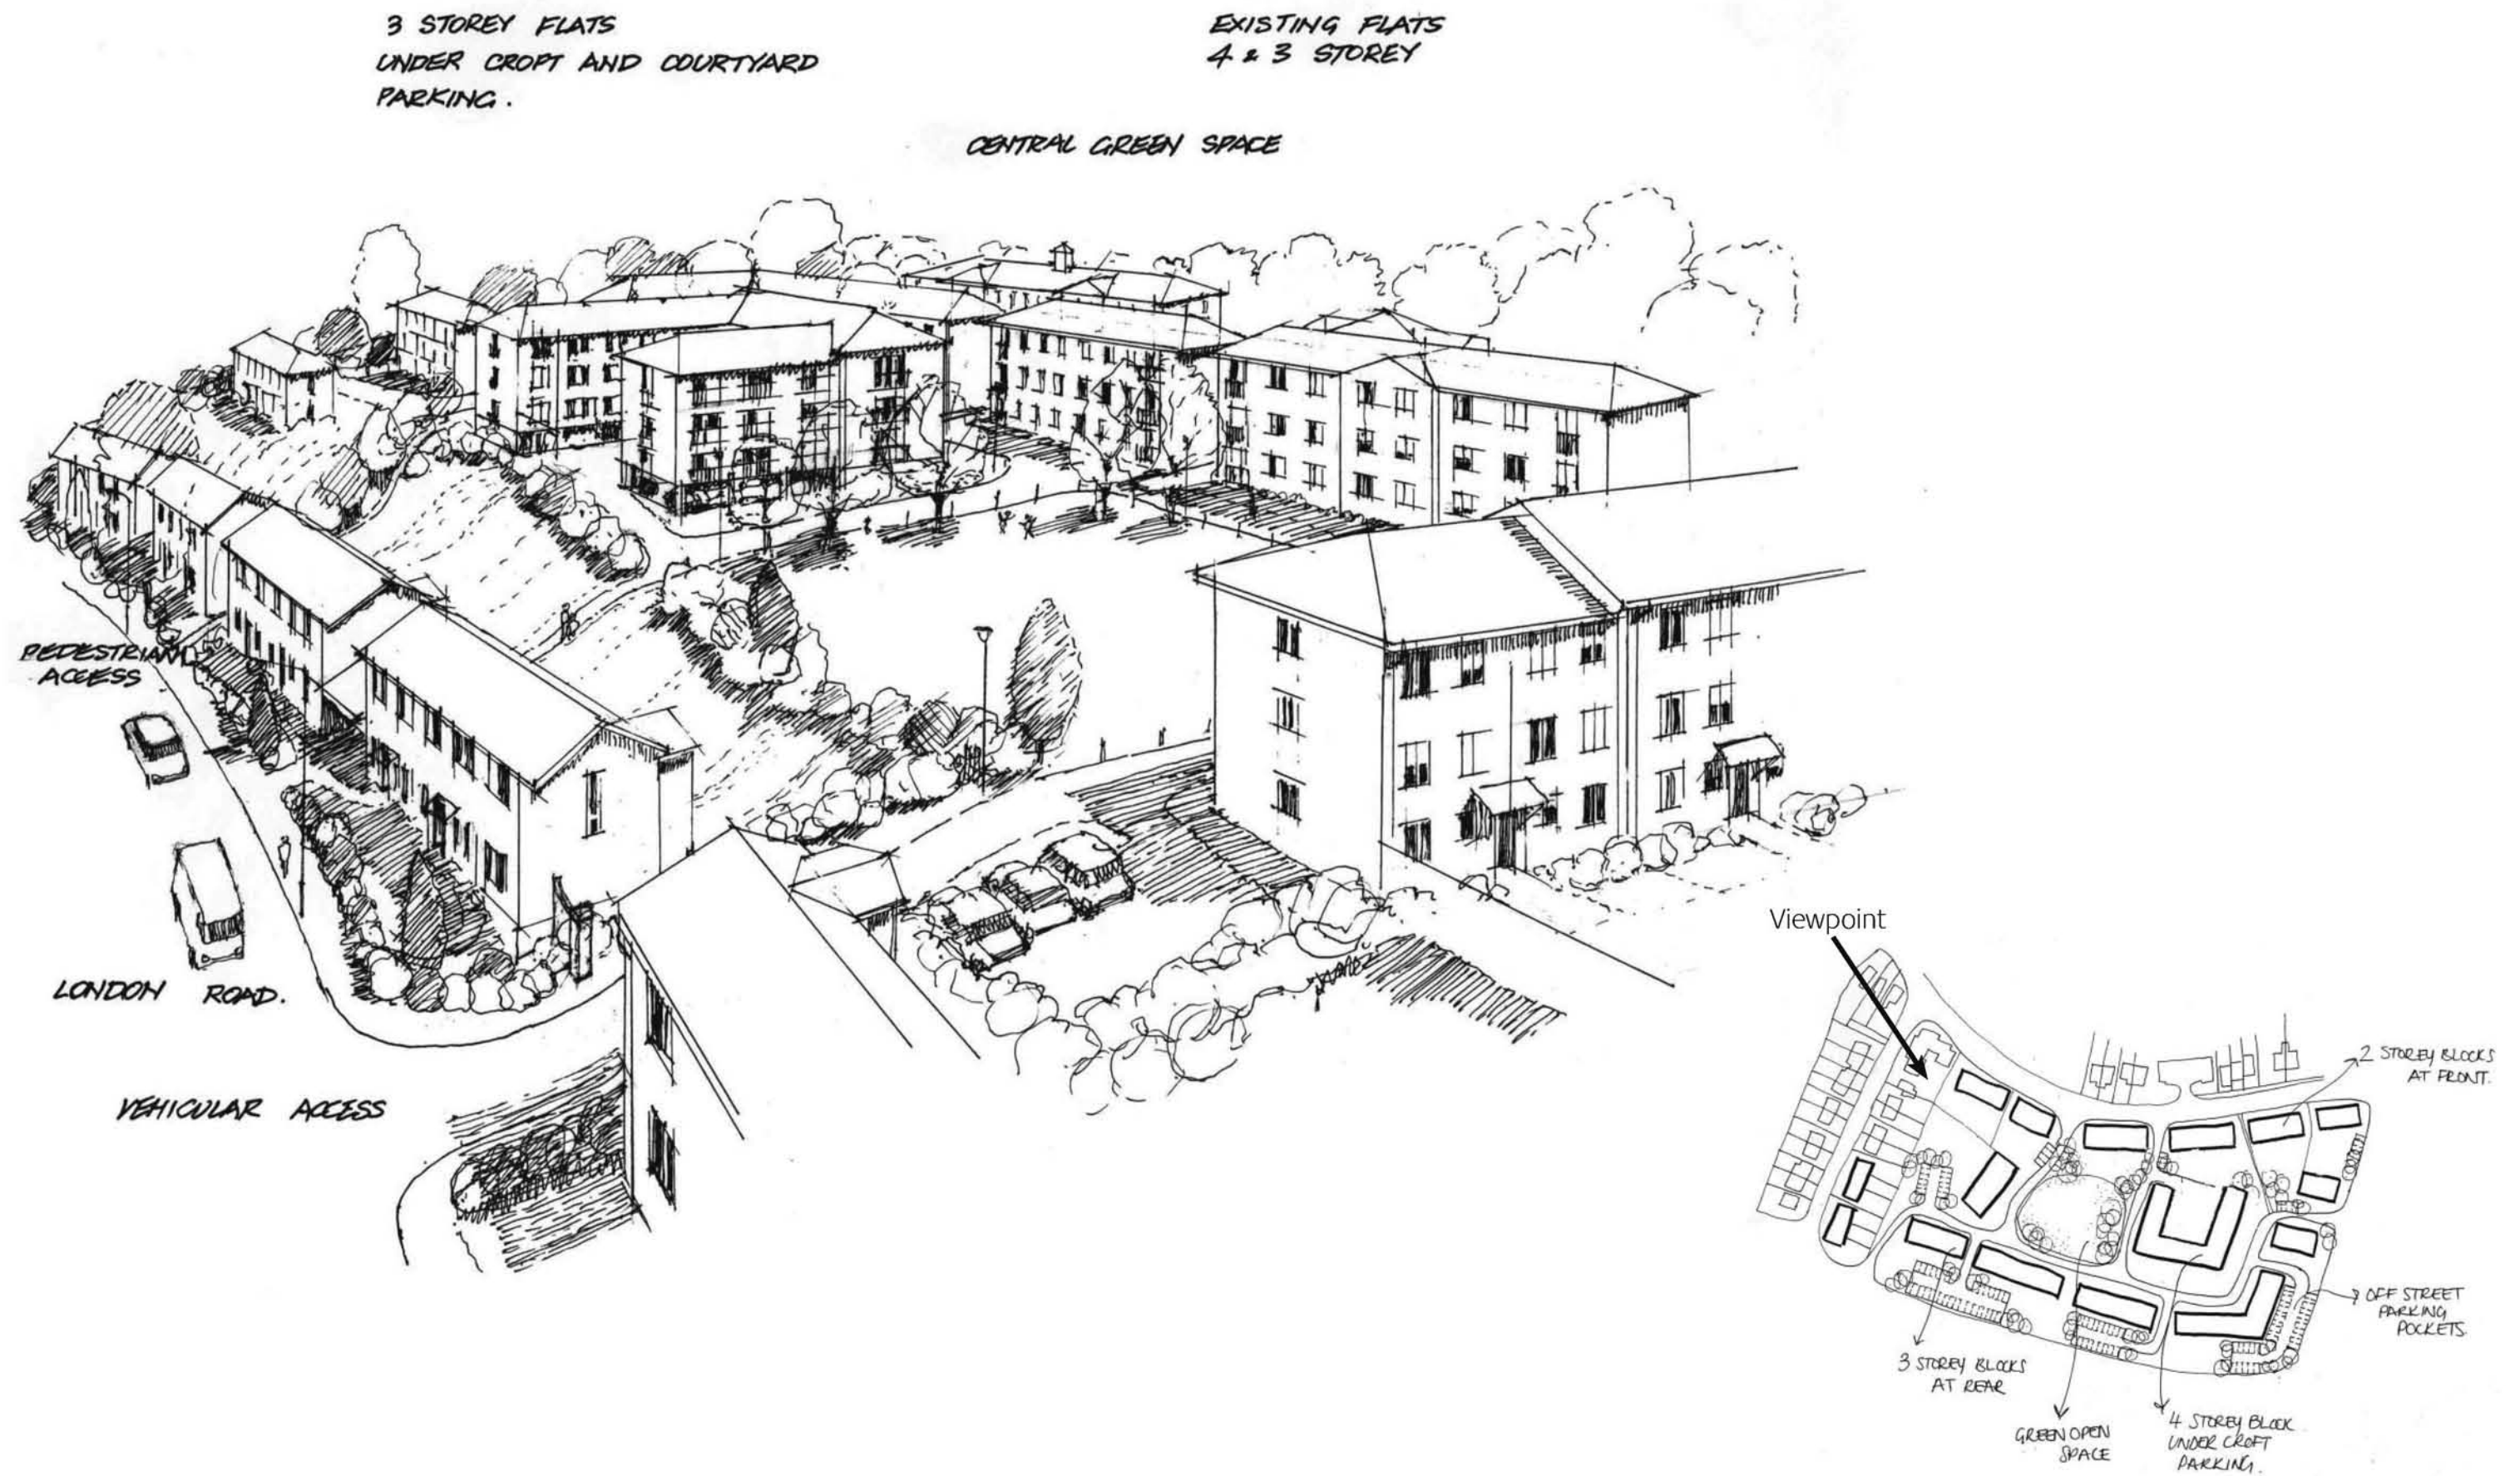 3 STOREY FLATS
UNDER CROFT AND COURTYARD
PARKING.
EXISTING FLATS
4 & 3 STOREY
CENTRAL GREEN SPACE
PEDESTRIAN
ACCESS
LONDON ROAD.
VEHICULAR ACCESS
Viewpoint
2 STOREY BLOCKS
AT FRONT.
OFF STREET
PARKING
POCKETS.
3 STOREY BLOCKS
AT REAR
GREEN OPEN
SPACE
4 STOREY BLOCK
UNDER CROFT
PARKING.